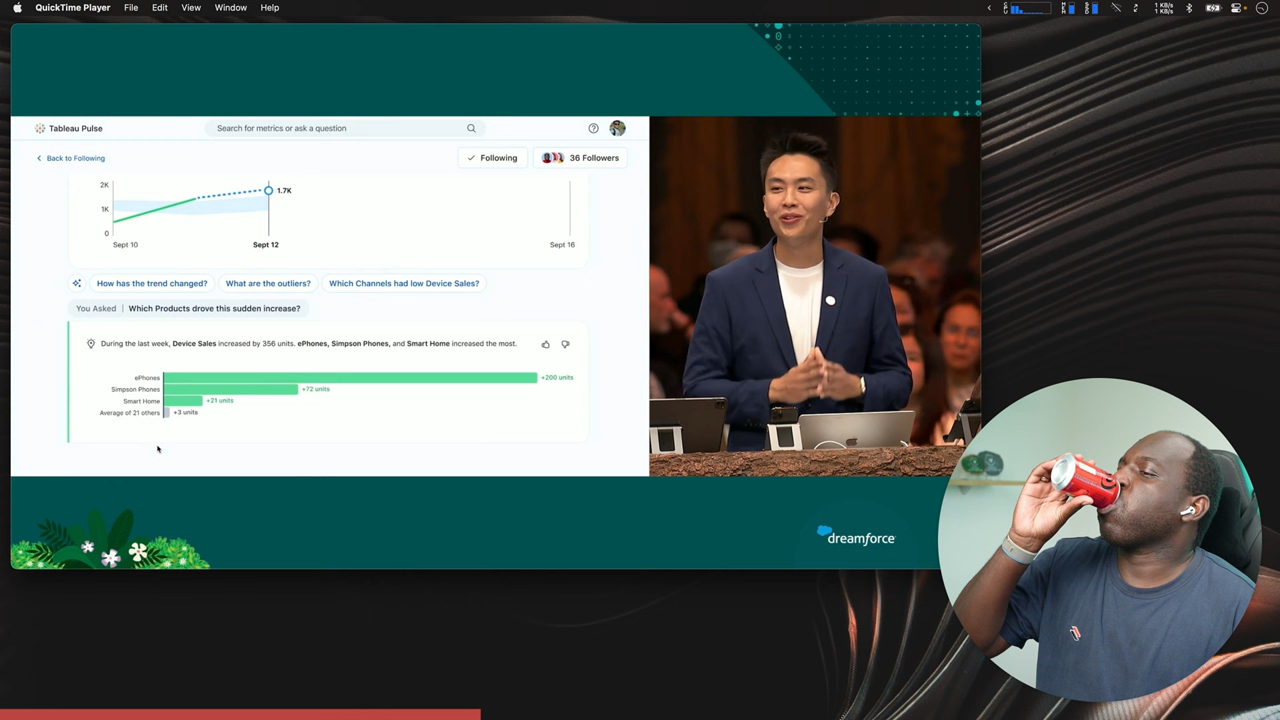 QuickTime Player File Edit View Window Help
1 KB/s
1 KB/s
Tableau Pulse
Search for metrics or ask a question
Back to Following
Following
36 Followers
2K
1K
0
1.7K
Sept 10
Sept 12
Sept 16
How has the trend changed?
What are the outliers?
Which Channels had low Device Sales?
You Asked | Which Products drove this sudden increase?
During the last week, Device Sales increased by 356 units. ePhones, Simpson Phones, and Smart Home increased the most.
ePhones +200 units
Simpson Phones +72 units
Smart Home +21 units
Average of 21 others +3 units
dreamforce